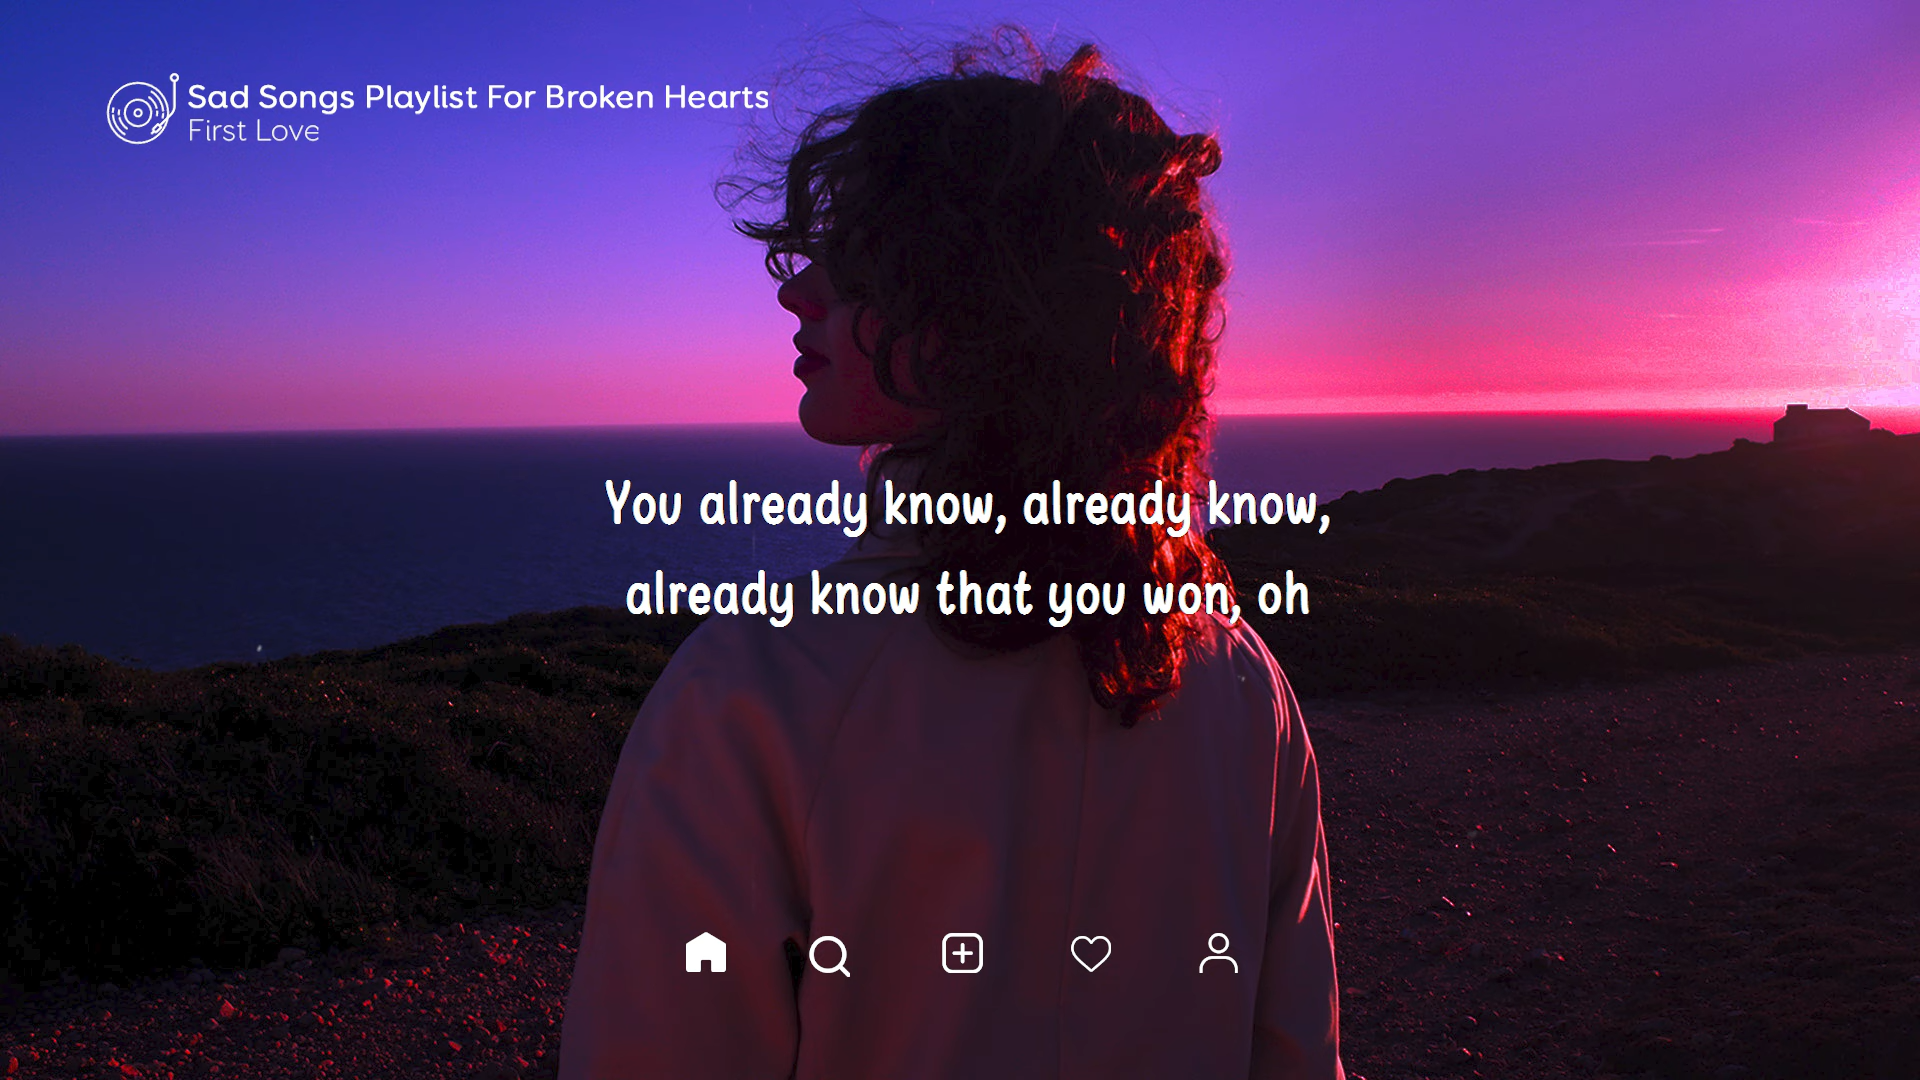 Sad Songs Playlist For Broken Hearts
First Love
You already know, already know,
already know that you won, oh